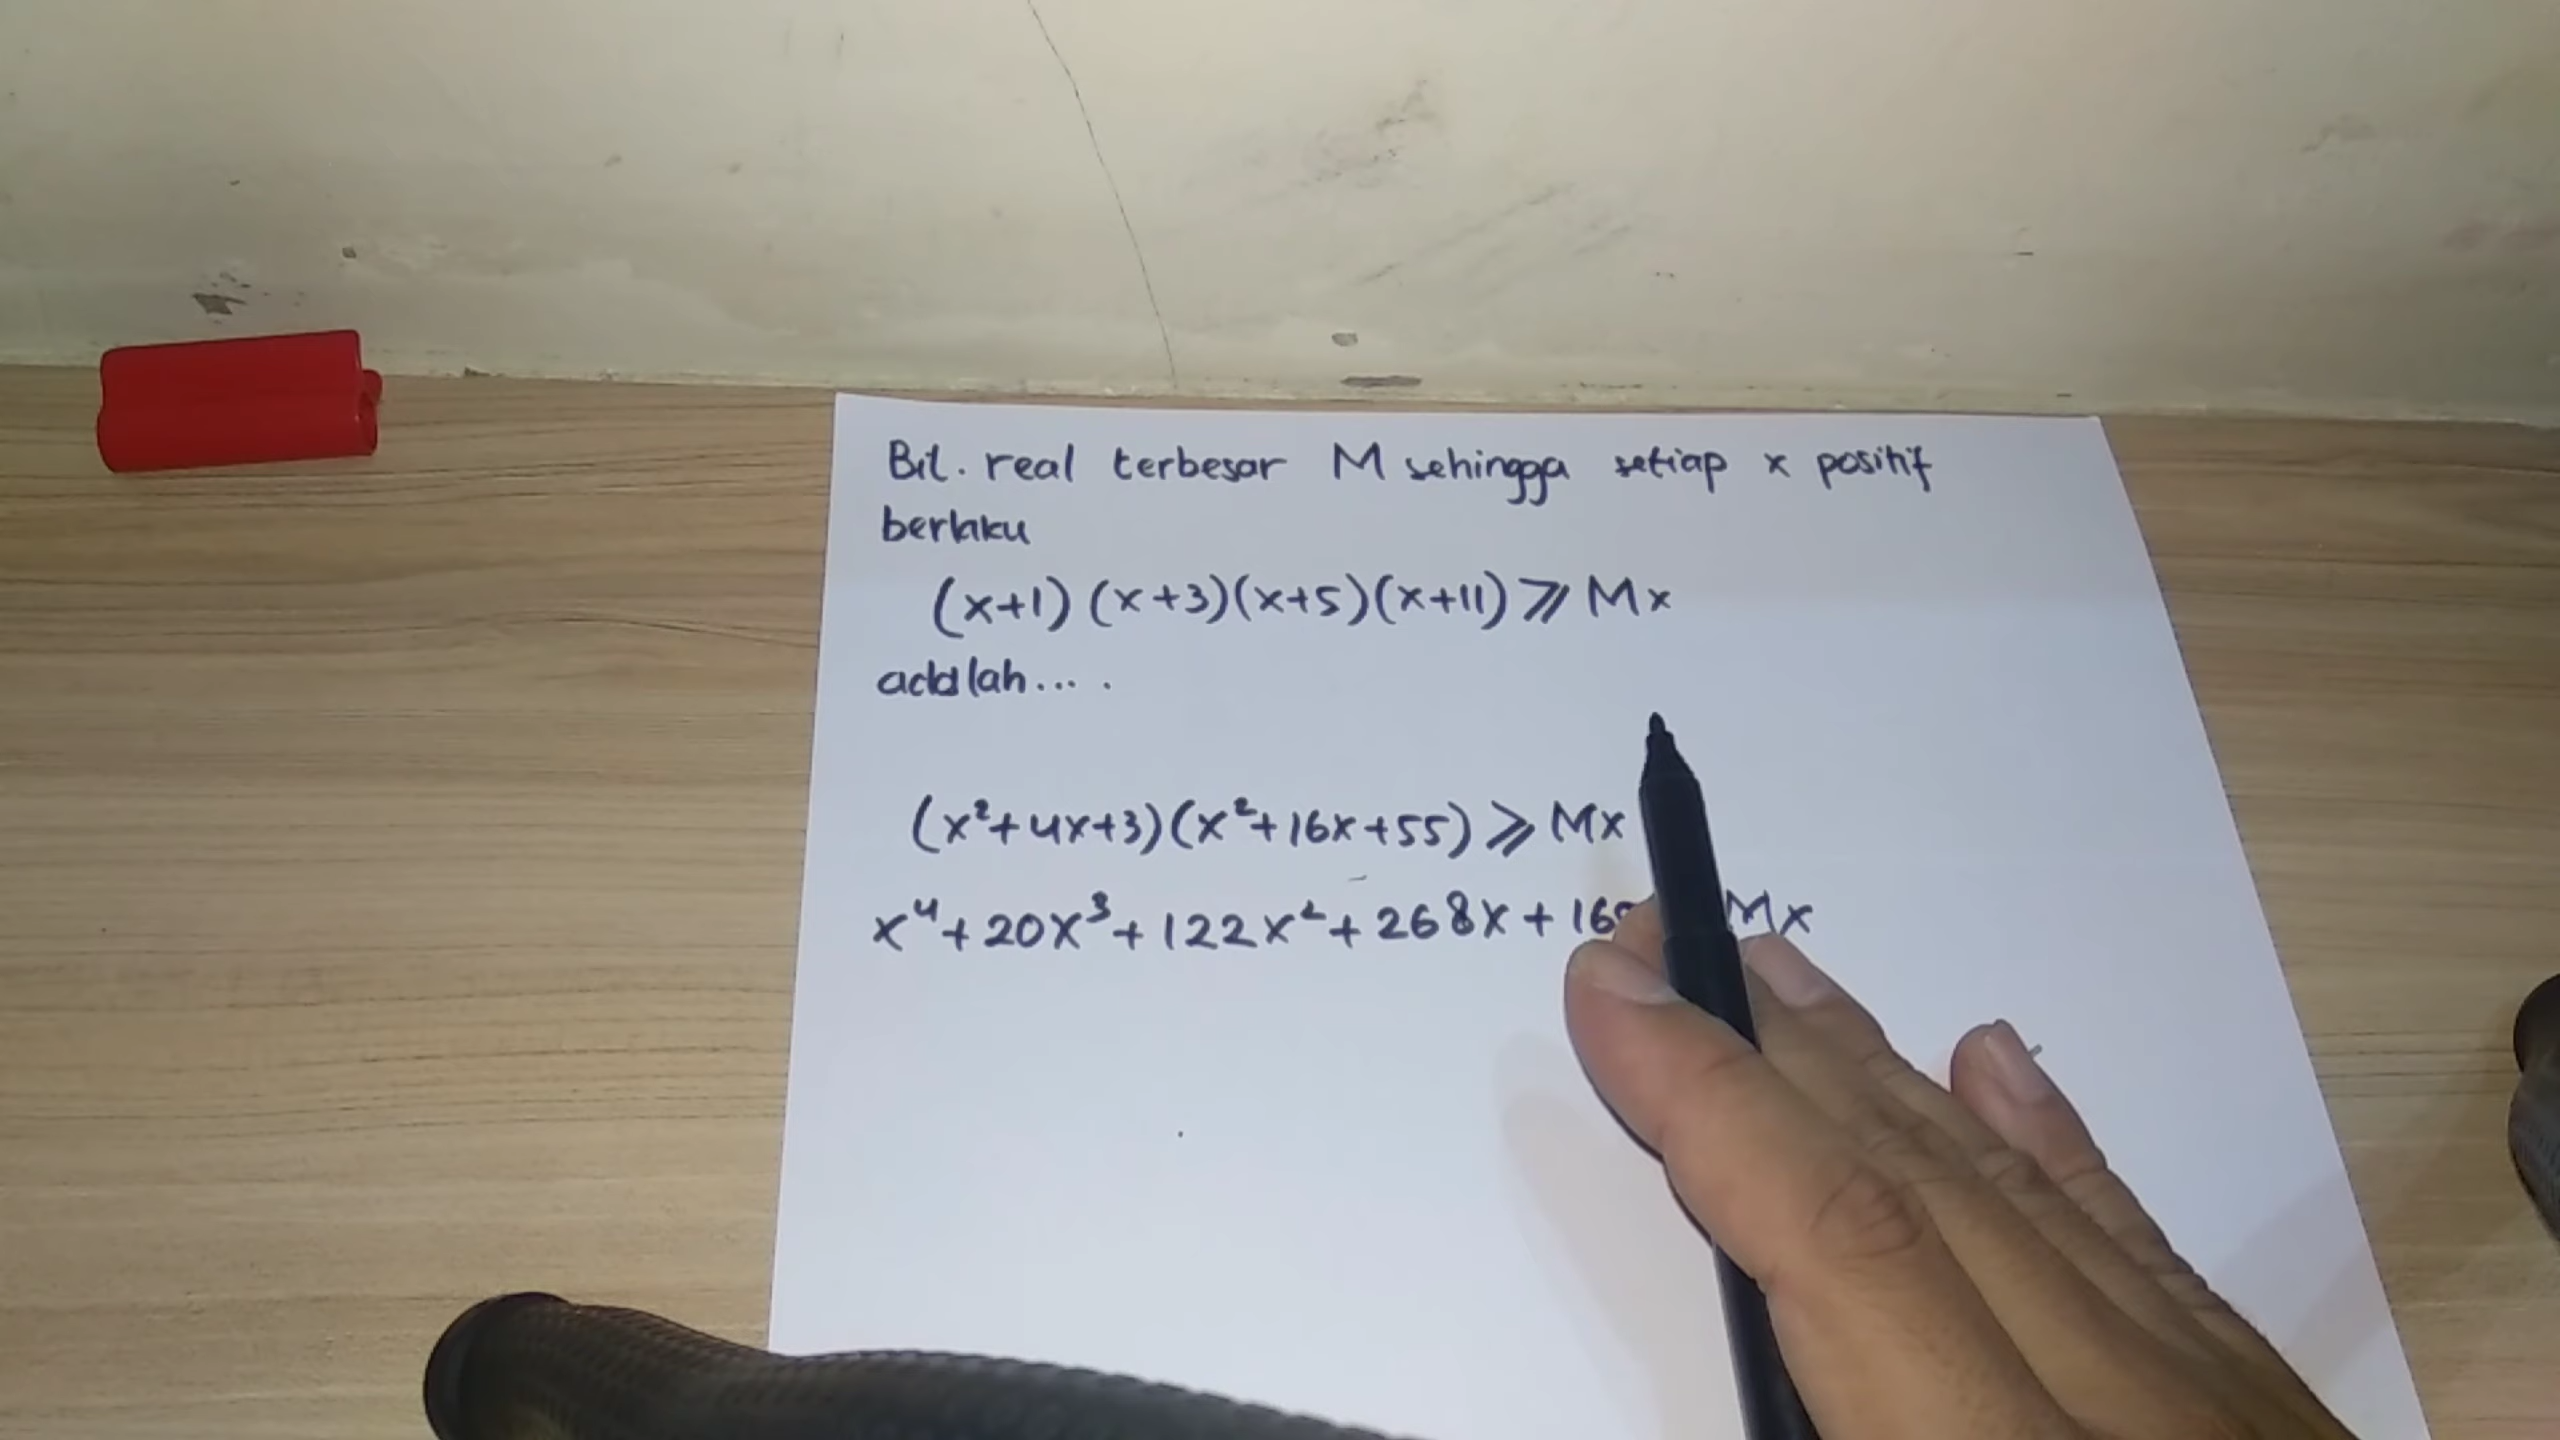 Bil. real terbesar M sehingga setiap x positif
berlaku
(x+1) (x+3)(x+5)(x+11) ⩾ Mx
adalah... .
(x²+4x+3)(x²+16x+55) ⩾ Mx
x⁴+20x³+122x²+268x+16 Mx